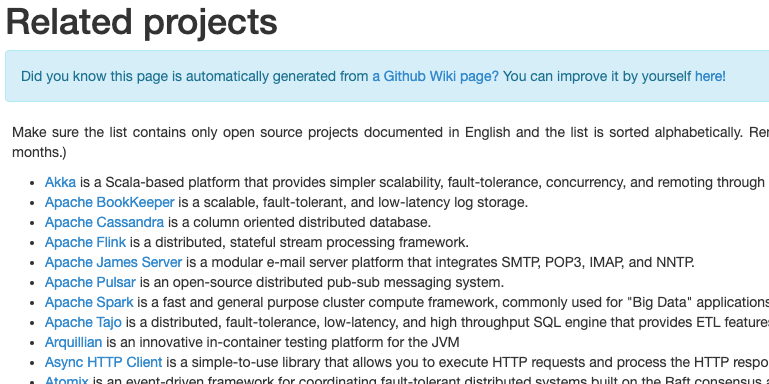 Related projects
Did you know this page is automatically generated from a Github Wiki page? You can improve it by yourself here!
Make sure the list contains only open source projects documented in English and the list is sorted alphabetically.
months.)
• Akka is a Scala-based platform that provides simpler scalability, fault-tolerance, concurrency, and remoting through
• Apache BookKeeper is a scalable, fault-tolerant, and low-latency log storage.
• Apache Cassandra is a column oriented distributed database.
• Apache Flink is a distributed, stateful stream processing framework.
• Apache James Server is a modular e-mail server platform that integrates SMTP, POP3, IMAP, and NNTP.
• Apache Pulsar is an open-source distributed pub-sub messaging system.
• Apache Spark is a fast and general purpose cluster compute framework, commonly used for "Big Data" applications
• Apache Tajo is a distributed, fault-tolerance, low-latency, and high throughput SQL engine that provides ETL features
• Arquillian is an innovative in-container testing platform for the JVM
• Async HTTP Client is a simple-to-use library that allows you to execute HTTP requests and process the HTTP respo
• Atomix is an event-driven framework for coordinating fault-tolerant distributed systems built on the Raft consensus